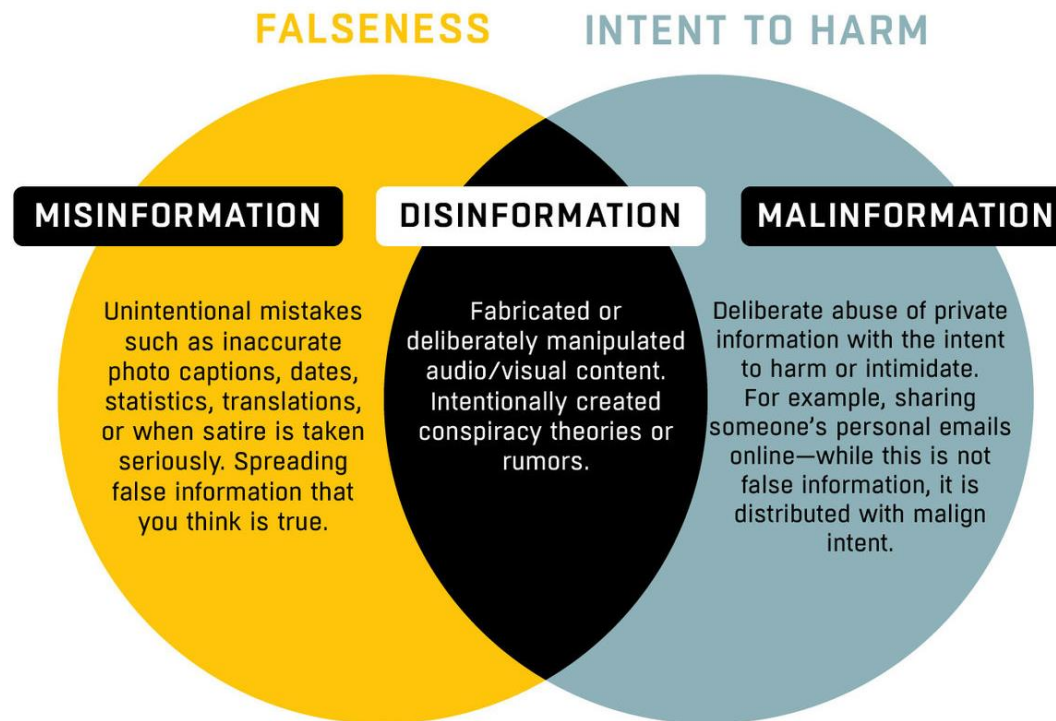 FALSENESS
INTENT TO HARM
MISINFORMATION
DISINFORMATION
MALINFORMATION
Unintentional mistakes
such as inaccurate
photo captions, dates,
statistics, translations,
or when satire is taken
seriously. Spreading
false information that
you think is true.
Fabricated or
deliberately manipulated
audio/visual content.
Intentionally created
conspiracy theories or
rumors.
Deliberate abuse of private
information with the intent
to harm or intimidate.
For example, sharing
someone's personal emails
online—while this is not
false information, it is
distributed with malign
intent.